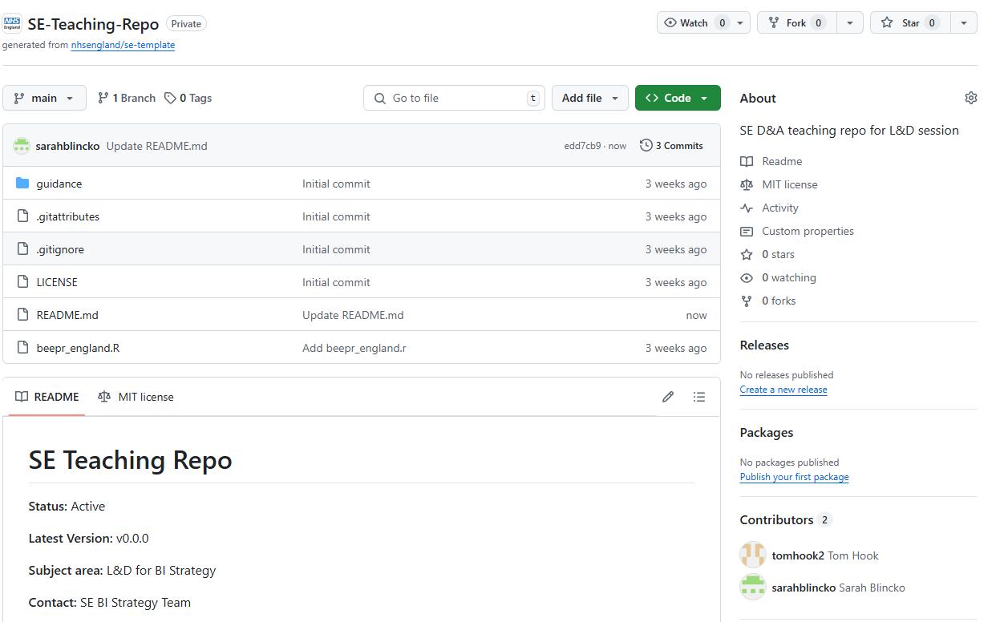 NHS England SE-Teaching-Repo Private Watch 0 Fork 0 Star 0
generated from nhsengland/se-template
main 1 Branch 0 Tags Go to file t Add file Code
sarahblincko Update README.md edd7cb9 · now 3 Commits
guidance Initial commit 3 weeks ago
.gitattributes Initial commit 3 weeks ago
.gitignore Initial commit 3 weeks ago
LICENSE Initial commit 3 weeks ago
README.md Update README.md now
beepr_england.R Add beepr_england.r 3 weeks ago
README MIT license
SE Teaching Repo
Status: Active
Latest Version: v0.0.0
Subject area: L&D for BI Strategy
Contact: SE BI Strategy Team
About
SE D&A teaching repo for L&D session
Readme
MIT license
Activity
Custom properties
0 stars
0 watching
0 forks
Releases
No releases published
Create a new release
Packages
No packages published
Publish your first package
Contributors 2
tomhook2 Tom Hook
sarahblincko Sarah Blincko